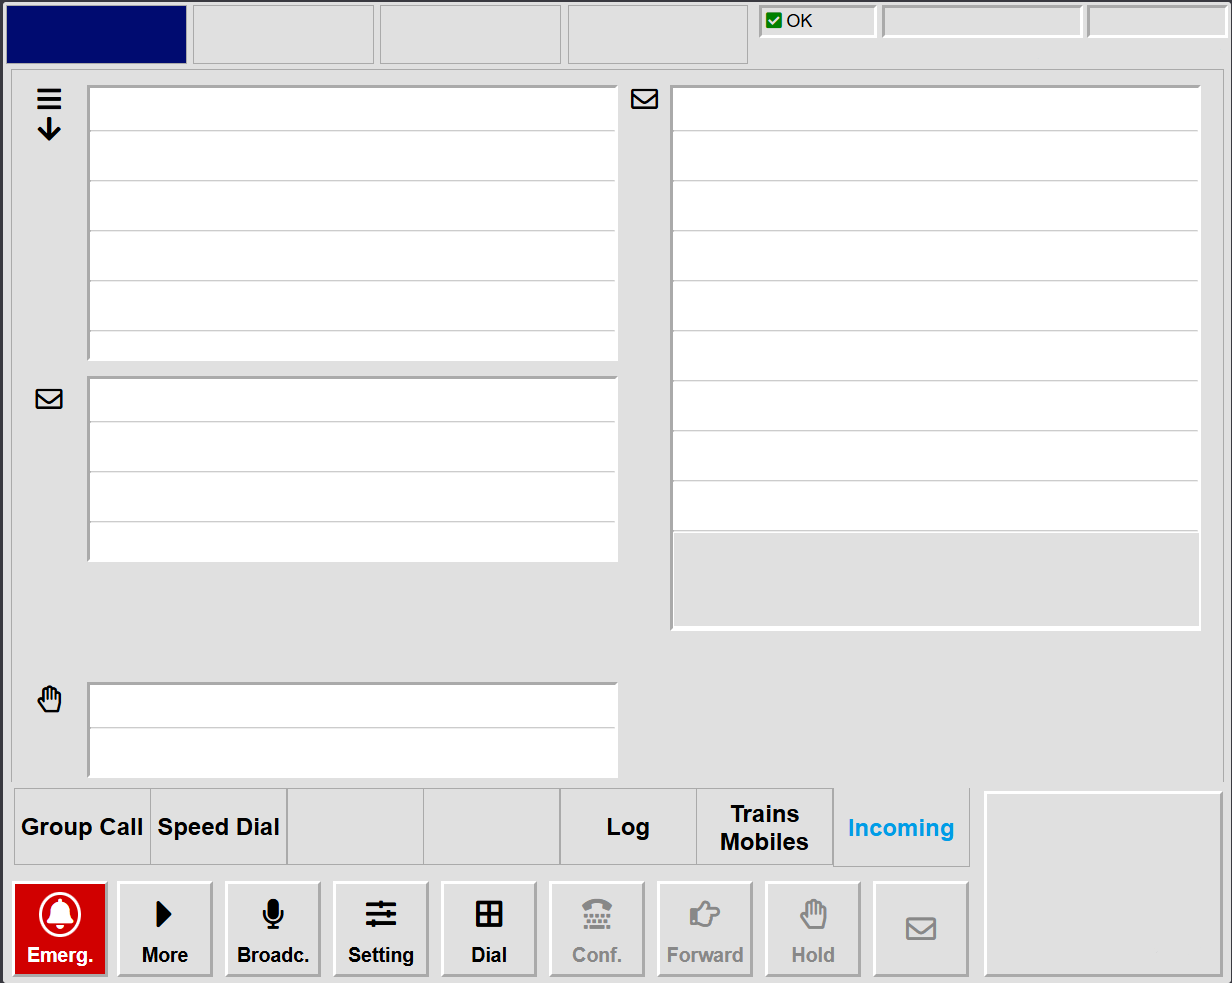 OK
Group Call
Speed Dial
Log
Trains
Mobiles
Incoming
Emerg.
More
Broadc.
Setting
Dial
Conf.
Forward
Hold